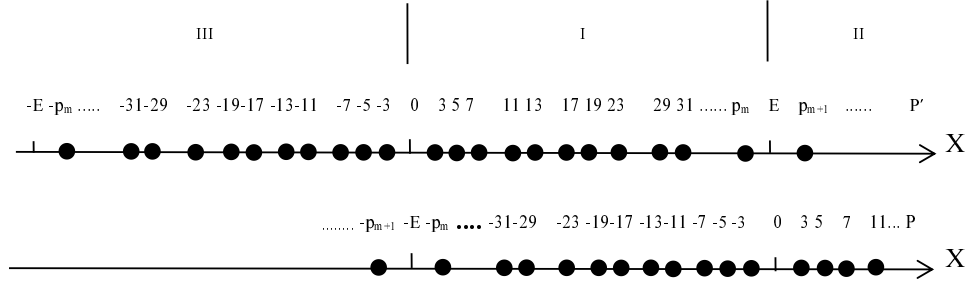 III I II
-E -pm ..... -31-29 -23 -19-17 -13-11 -7 -5 -3 0 3 5 7 11 13 17 19 23 29 31 ...... pm E pm+1 ...... P′
X
........ -pm+1 -E -pm .... -31-29 -23 -19-17 -13-11 -7 -5 -3 0 3 5 7 11... P
X